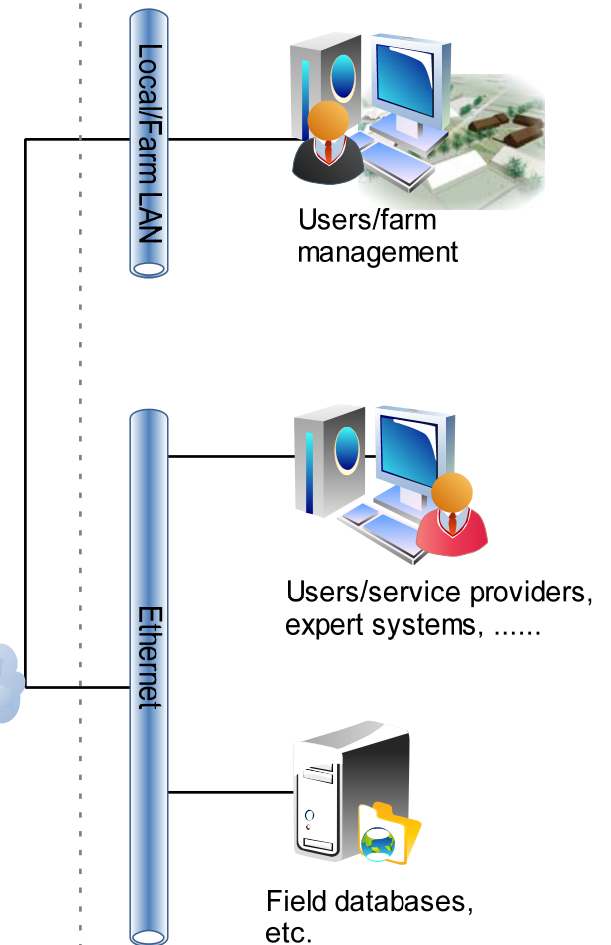 Local/Farm LAN
Users/farm
management
Users/service providers,
expert systems, ......
Ethernet
Field databases,
etc.